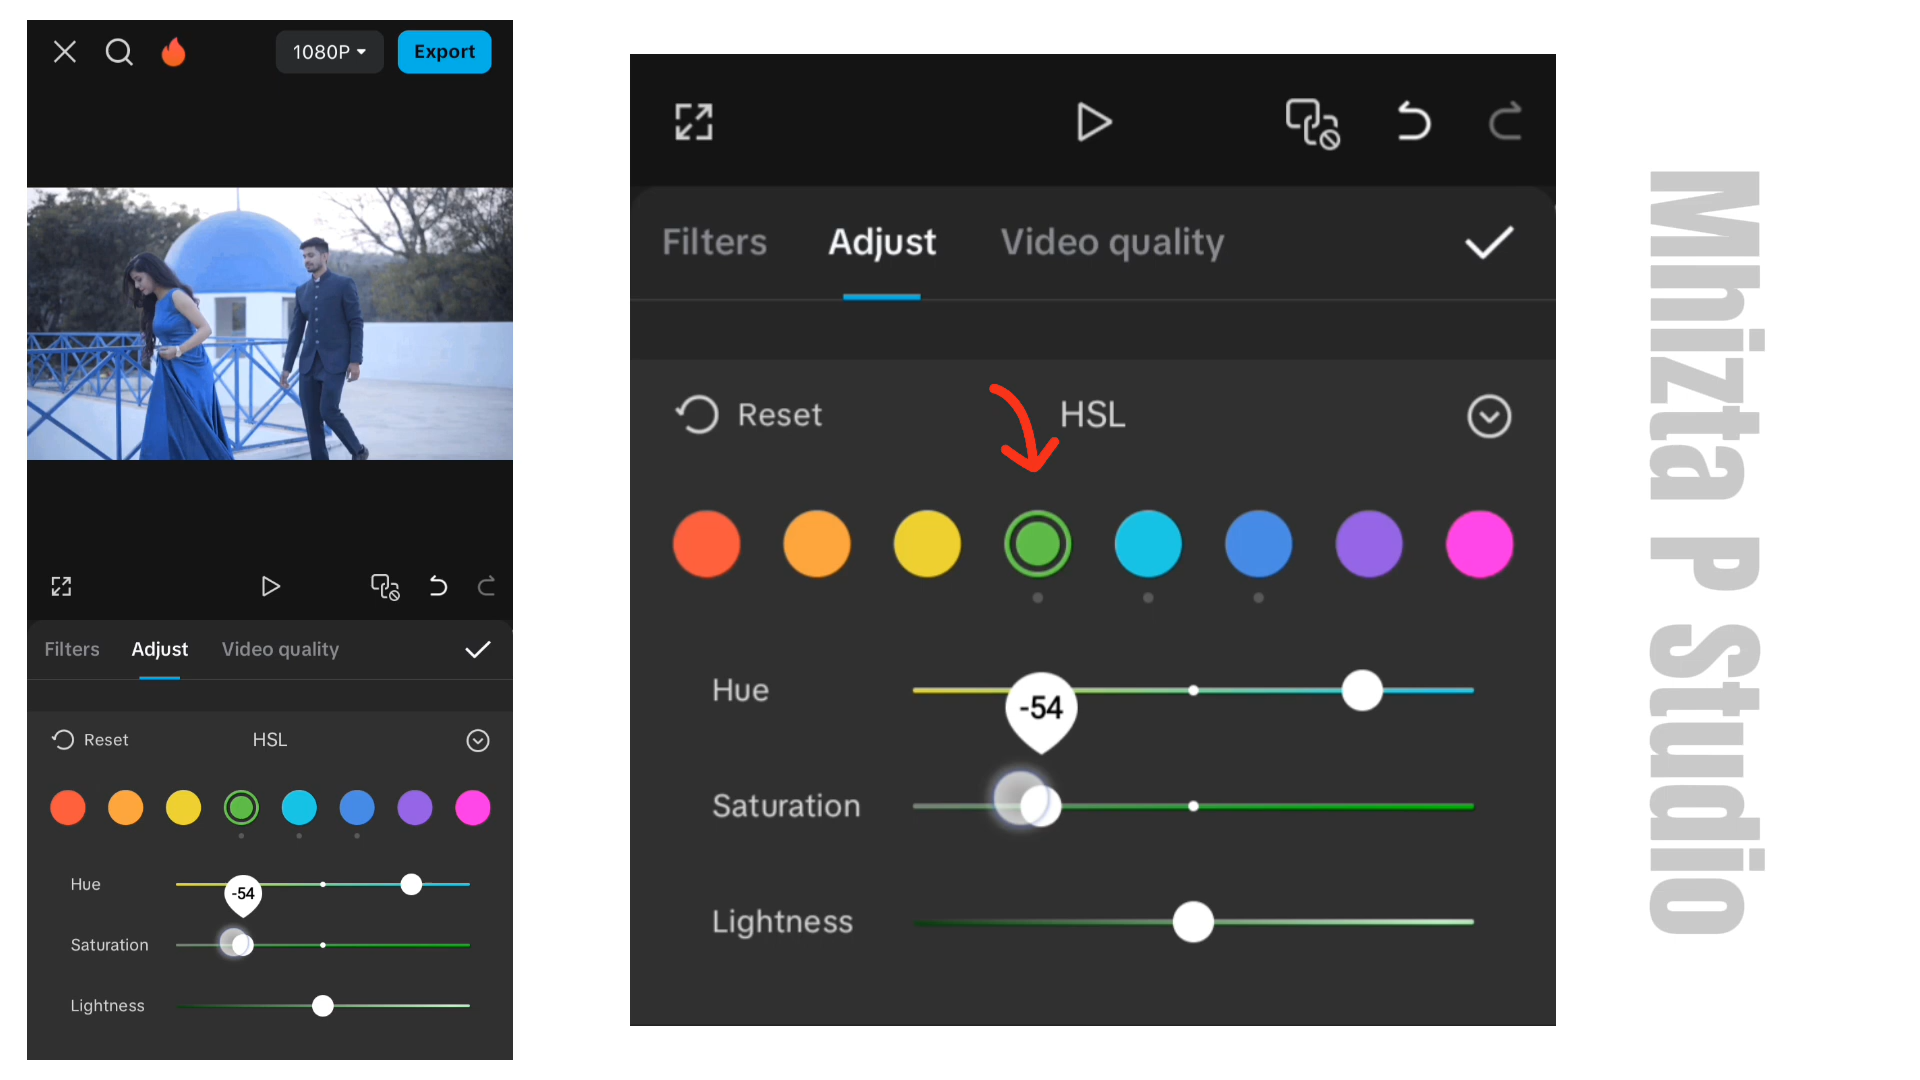 1080P
Export
Filters
Adjust
Video quality
Reset
HSL
Hue
-54
Saturation
Lightness
Filters
Adjust
Video quality
Reset
HSL
Hue
-54
Saturation
Lightness
Mhizta P Studio